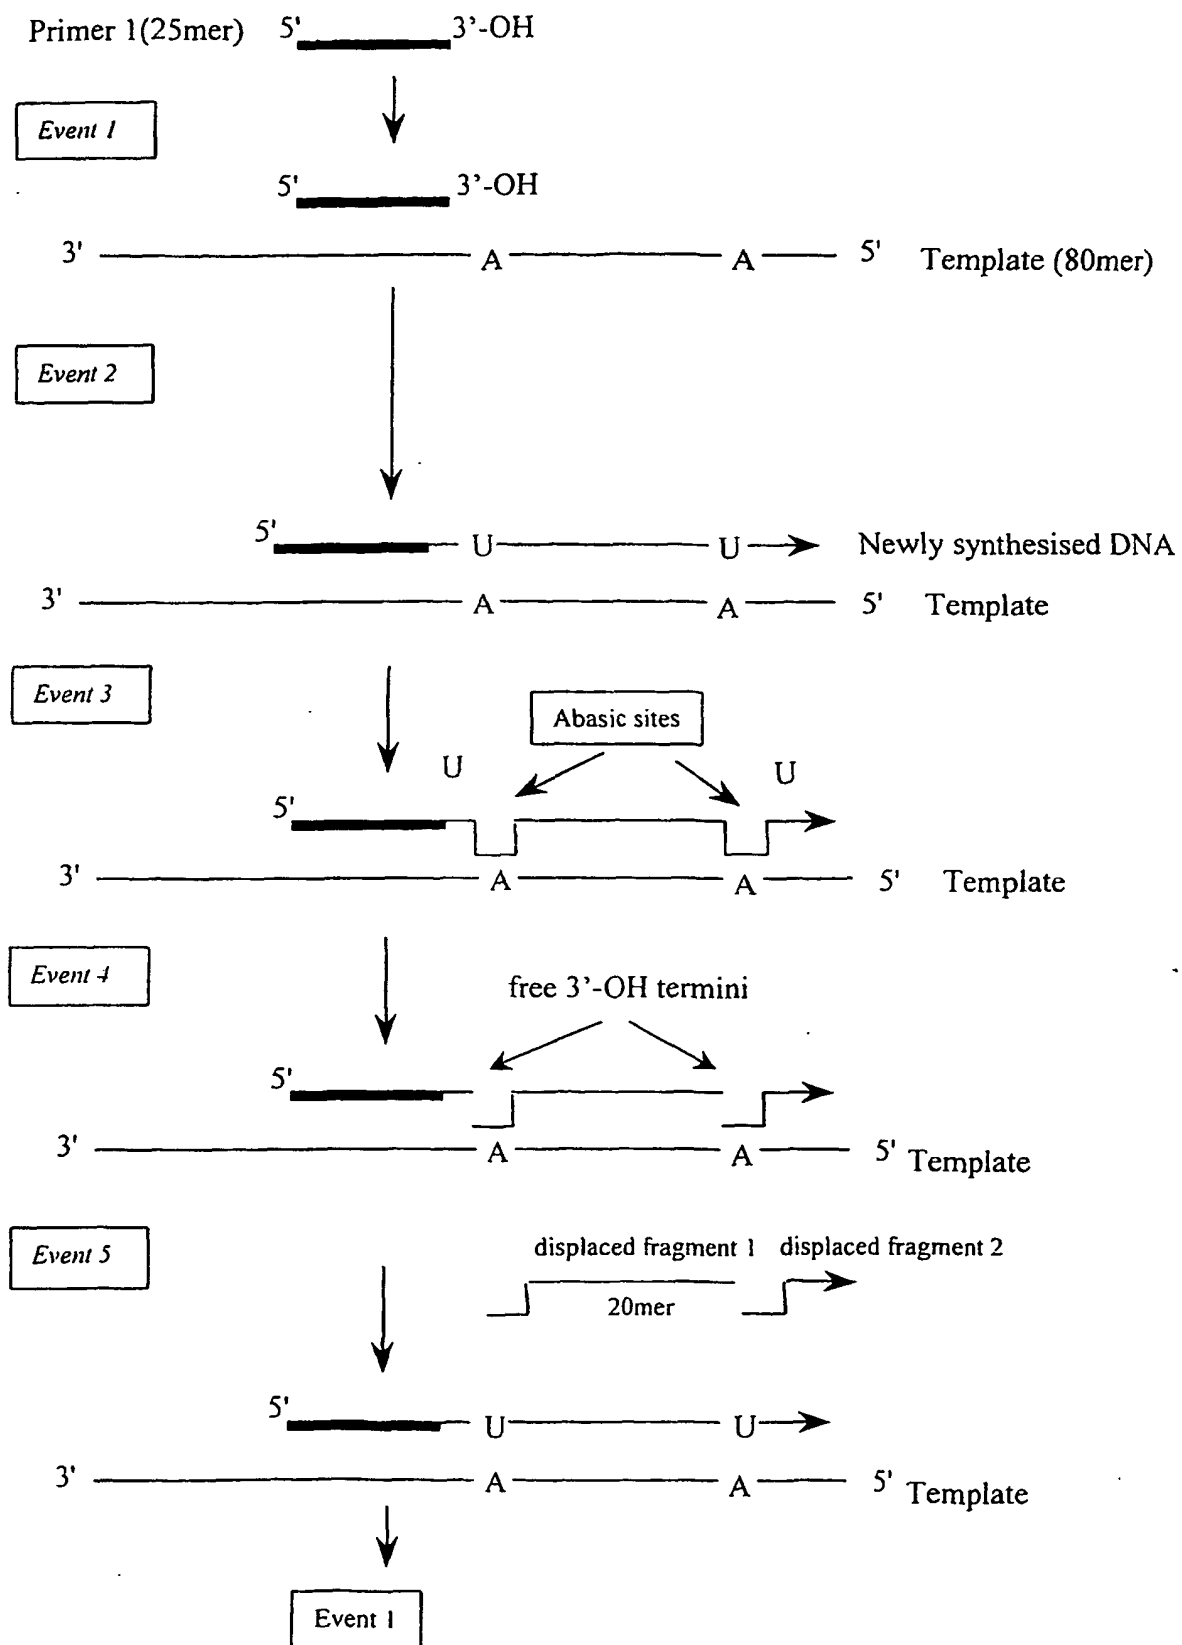 Primer 1(25mer) 5' 3'-OH
Event 1
5' 3'-OH
3' A A 5' Template (80mer)
Event 2
5' U U Newly synthesised DNA
3' A A 5' Template
Event 3
Abasic sites
U U
5'
3' A A 5' Template
Event 4
free 3'-OH termini
5'
3' A A 5' Template
Event 5
displaced fragment 1 displaced fragment 2
20mer
5' U U
3' A A 5' Template
Event 1